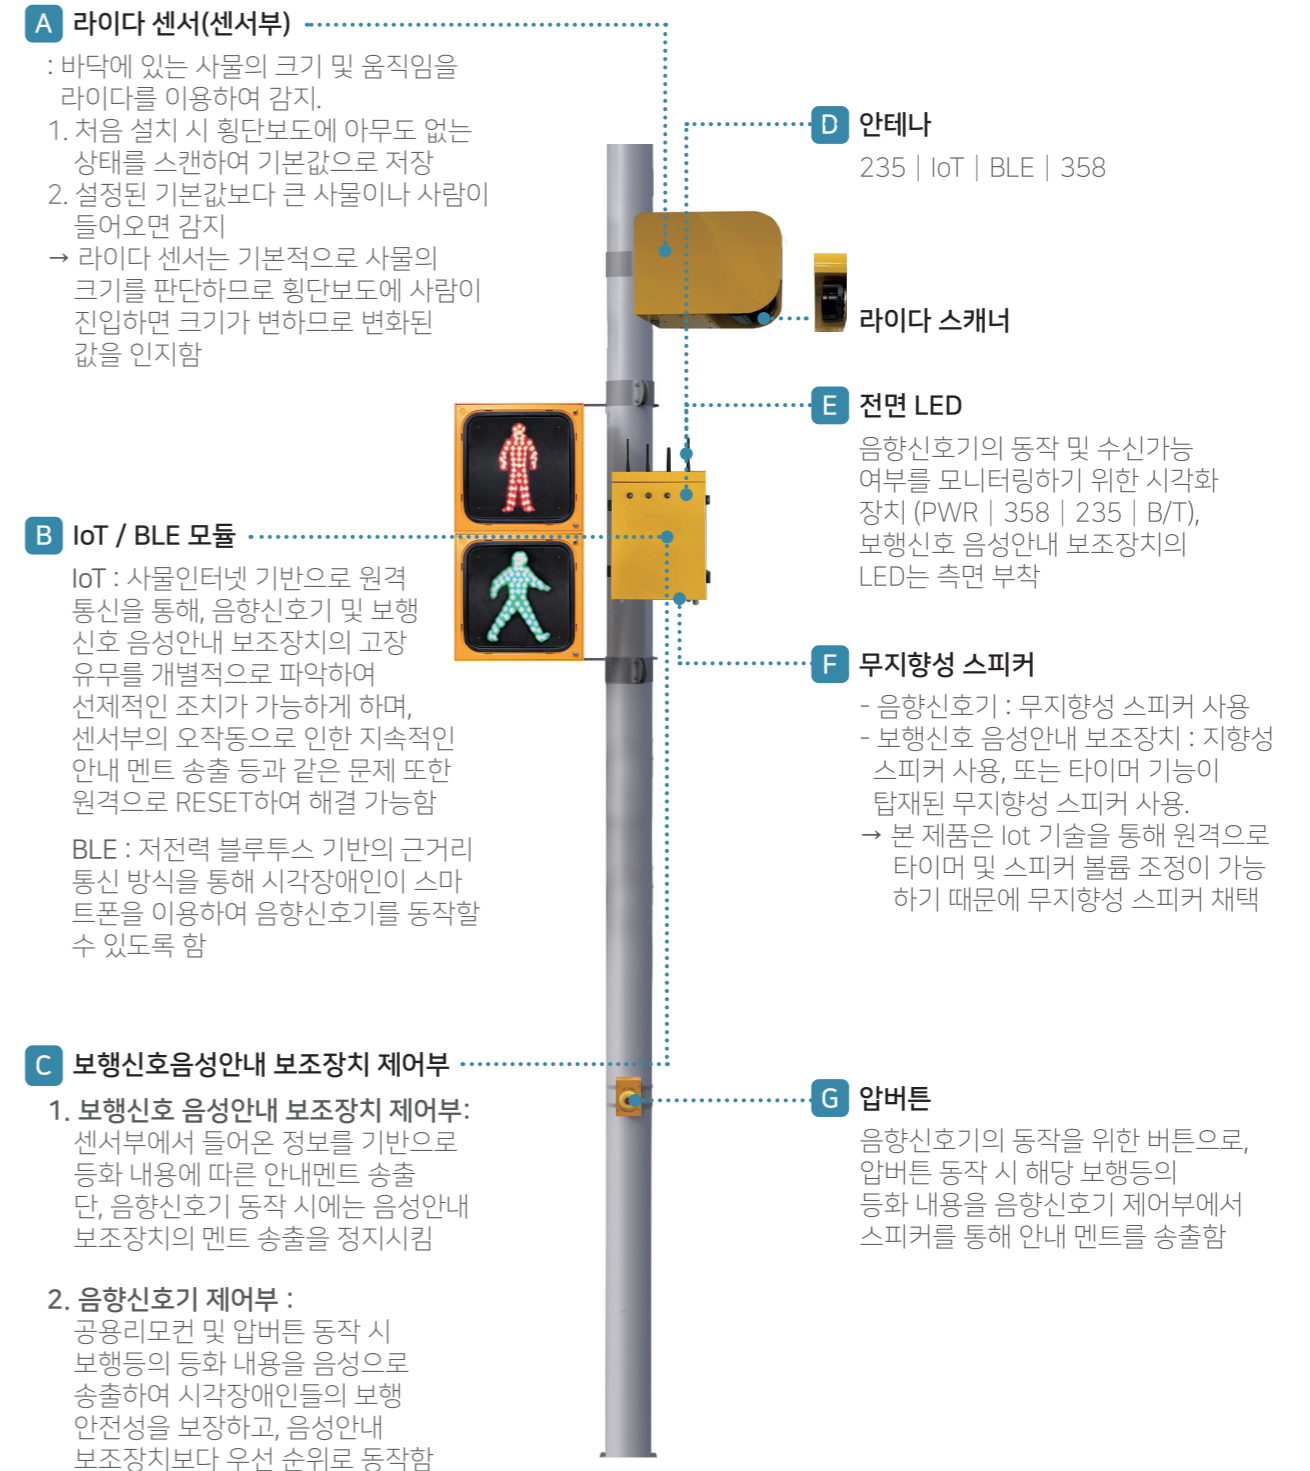 A 라이다 센서(센서부)
: 바닥에 있는 사물의 크기 및 움직임을
라이다를 이용하여 감지.
1. 처음 설치 시 횡단보도에 아무도 없는
상태를 스캔하여 기본값으로 저장
2. 설정된 기본값보다 큰 사물이나 사람이
들어오면 감지
→ 라이다 센서는 기본적으로 사물의
크기를 판단하므로 횡단보도에 사람이
진입하면 크기가 변하므로 변화된
값을 인지함
B IoT / BLE 모듈
IoT : 사물인터넷 기반으로 원격
통신을 통해, 음향신호기 및 보행
신호 음성안내 보조장치의 고장
유무를 개별적으로 파악하여
선제적인 조치가 가능하게 하며,
센서부의 오작동으로 인한 지속적인
안내 멘트 송출 등과 같은 문제 또한
원격으로 RESET하여 해결 가능함
BLE : 저전력 블루투스 기반의 근거리
통신 방식을 통해 시각장애인이 스마
트폰을 이용하여 음향신호기를 동작할
수 있도록 함
C 보행신호음성안내 보조장치 제어부
1. 보행신호 음성안내 보조장치 제어부:
센서부에서 들어온 정보를 기반으로
등화 내용에 따른 안내멘트 송출
단, 음향신호기 동작 시에는 음성안내
보조장치의 멘트 송출을 정지시킴
2. 음향신호기 제어부 :
공용리모컨 및 압버튼 동작 시
보행등의 등화 내용을 음성으로
송출하여 시각장애인들의 보행
안전성을 보장하고, 음성안내
보조장치보다 우선 순위로 동작함
D 안테나
235 | IoT | BLE | 358
라이다 스캐너
E 전면 LED
음향신호기의 동작 및 수신가능
여부를 모니터링하기 위한 시각화
장치 (PWR | 358 | 235 | B/T),
보행신호 음성안내 보조장치의
LED는 측면 부착
F 무지향성 스피커
- 음향신호기 : 무지향성 스피커 사용
- 보행신호 음성안내 보조장치 : 지향성
스피커 사용, 또는 타이머 기능이
탑재된 무지향성 스피커 사용.
→ 본 제품은 Iot 기술을 통해 원격으로
타이머 및 스피커 볼륨 조정이 가능
하기 때문에 무지향성 스피커 채택
G 압버튼
음향신호기의 동작을 위한 버튼으로,
압버튼 동작 시 해당 보행등의
등화 내용을 음향신호기 제어부에서
스피커를 통해 안내 멘트를 송출함